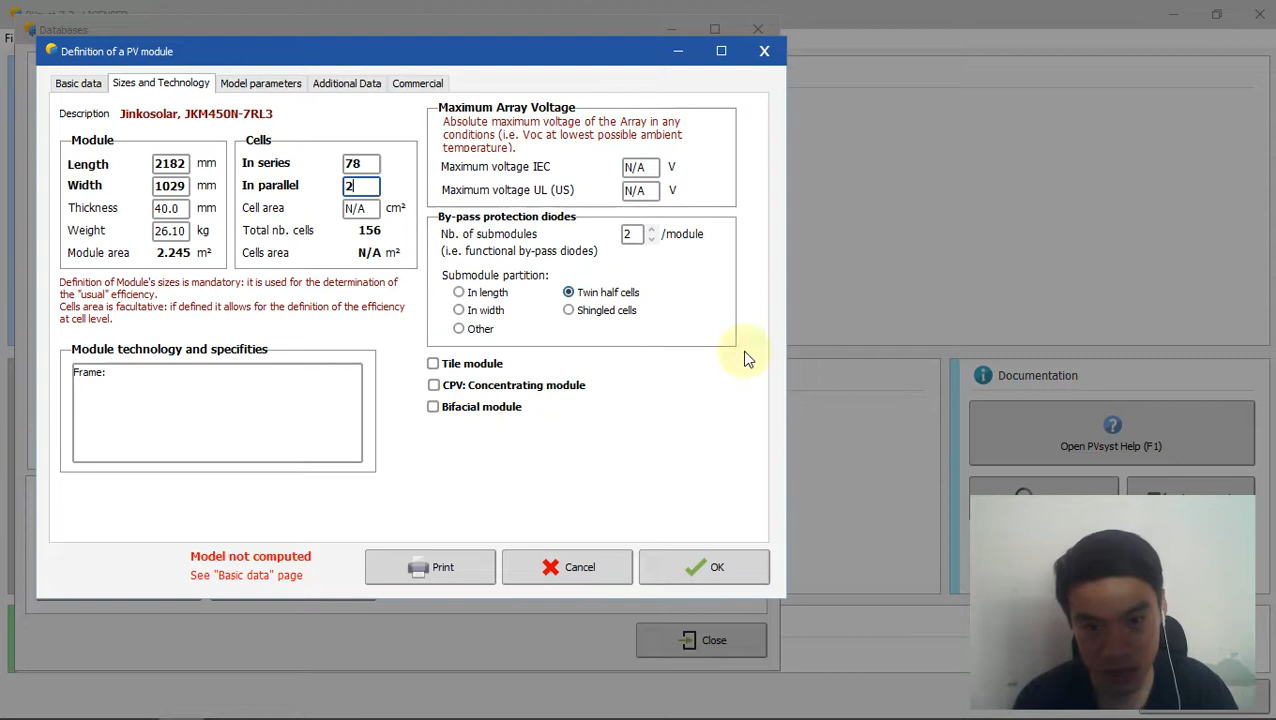 Databases
Definition of a PV module
Basic data
Sizes and Technology
Model parameters
Additional Data
Commercial
Description Jinkosolar, JKM450N-7RL3
Module
Length 2182 mm
Width 1029 mm
Thickness 40.0 mm
Weight 26.10 kg
Module area 2.245 m²
Cells
In series 78
In parallel 2
Cell area N/A cm²
Total nb. cells 156
Cells area N/A m²
Definition of Module's sizes is mandatory: it is used for the determination of
the "usual" efficiency.
Cells area is facultative: if defined it allows for the definition of the efficiency
at cell level.
Module technology and specifities
Frame:
Maximum Array Voltage
Absolute maximum voltage of the Array in any
conditions (i.e. Voc at lowest possible ambient
temperature).
Maximum voltage IEC N/A V
Maximum voltage UL (US) N/A V
By-pass protection diodes
Nb. of submodules 2 /module
(i.e. functional by-pass diodes)
Submodule partition:
In length
Twin half cells
In width
Shingled cells
Other
Tile module
CPV: Concentrating module
Bifacial module
Model not computed
See "Basic data" page
Print
Cancel
OK
Close
Documentation
Open PVsyst Help (F1)